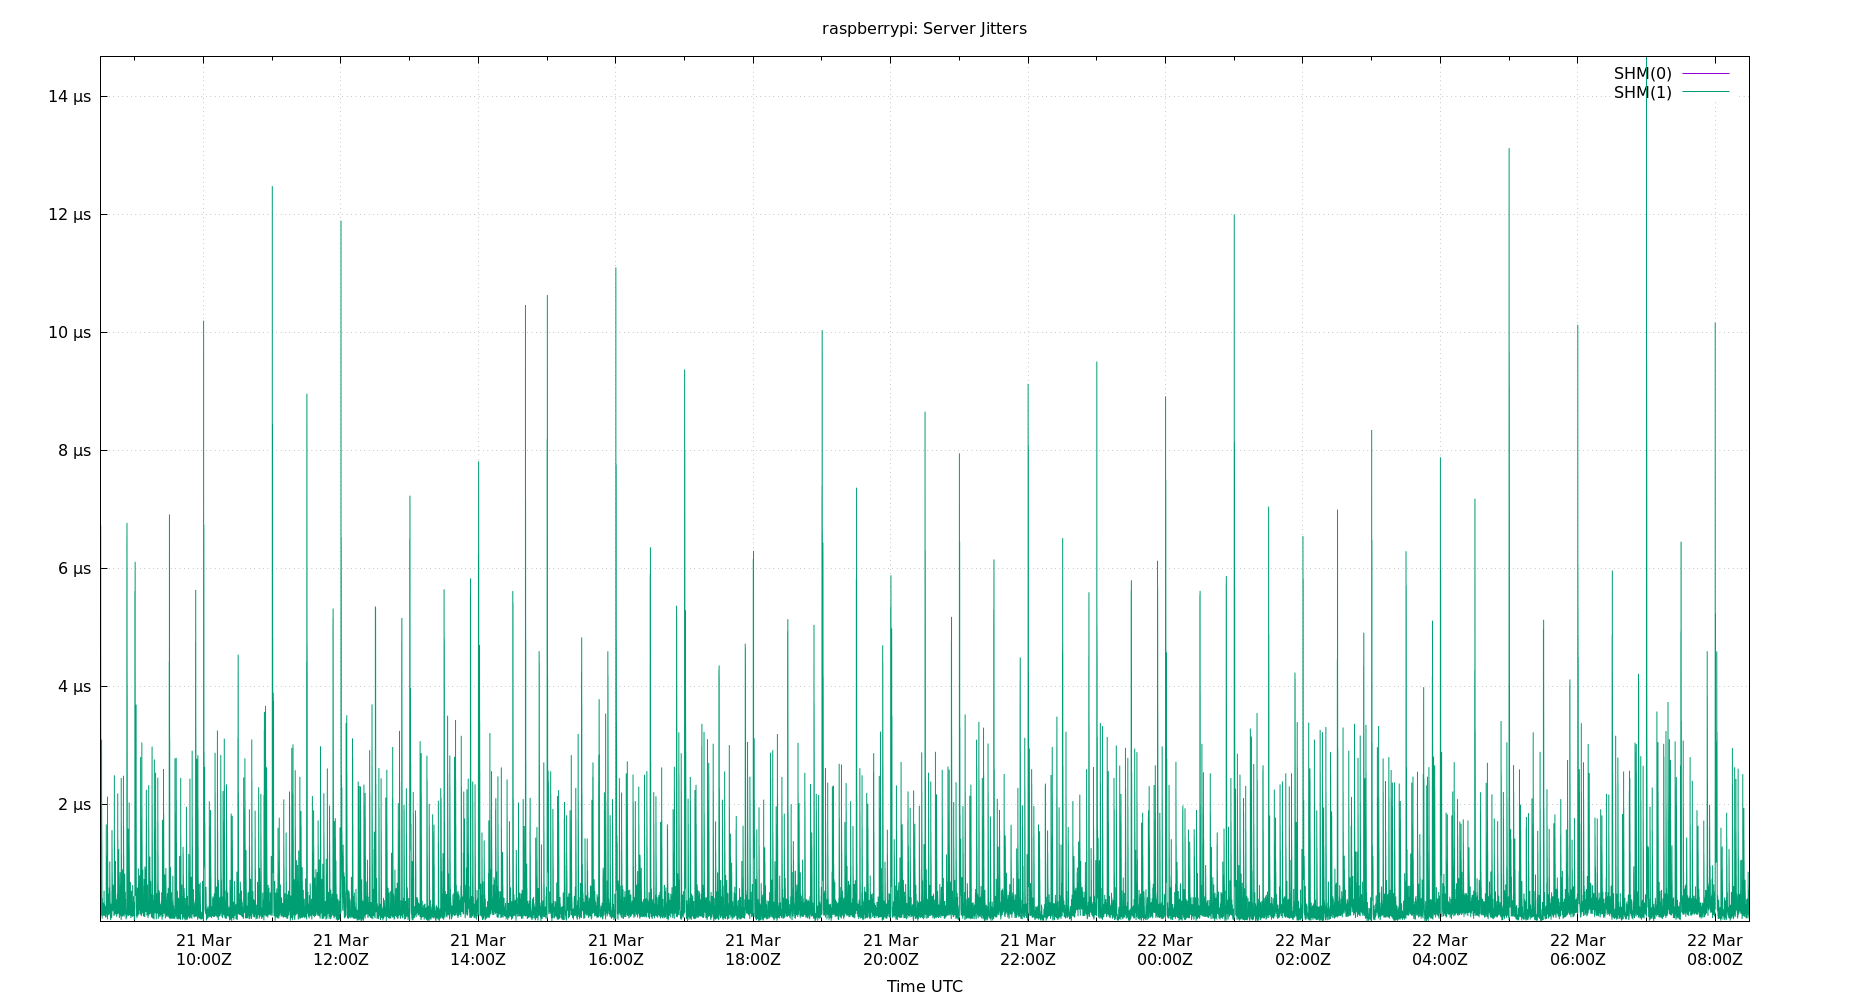 raspberrypi: Server Jitters
SHM(0)
SHM(1)
14 µs
12 µs
10 µs
8 µs
6 µs
4 µs
2 µs
21 Mar 21 Mar 21 Mar 21 Mar 21 Mar 21 Mar 21 Mar 22 Mar 22 Mar 22 Mar 22 Mar 22 Mar
10:00Z 12:00Z 14:00Z 16:00Z 18:00Z 20:00Z 22:00Z 00:00Z 02:00Z 04:00Z 06:00Z 08:00Z
Time UTC